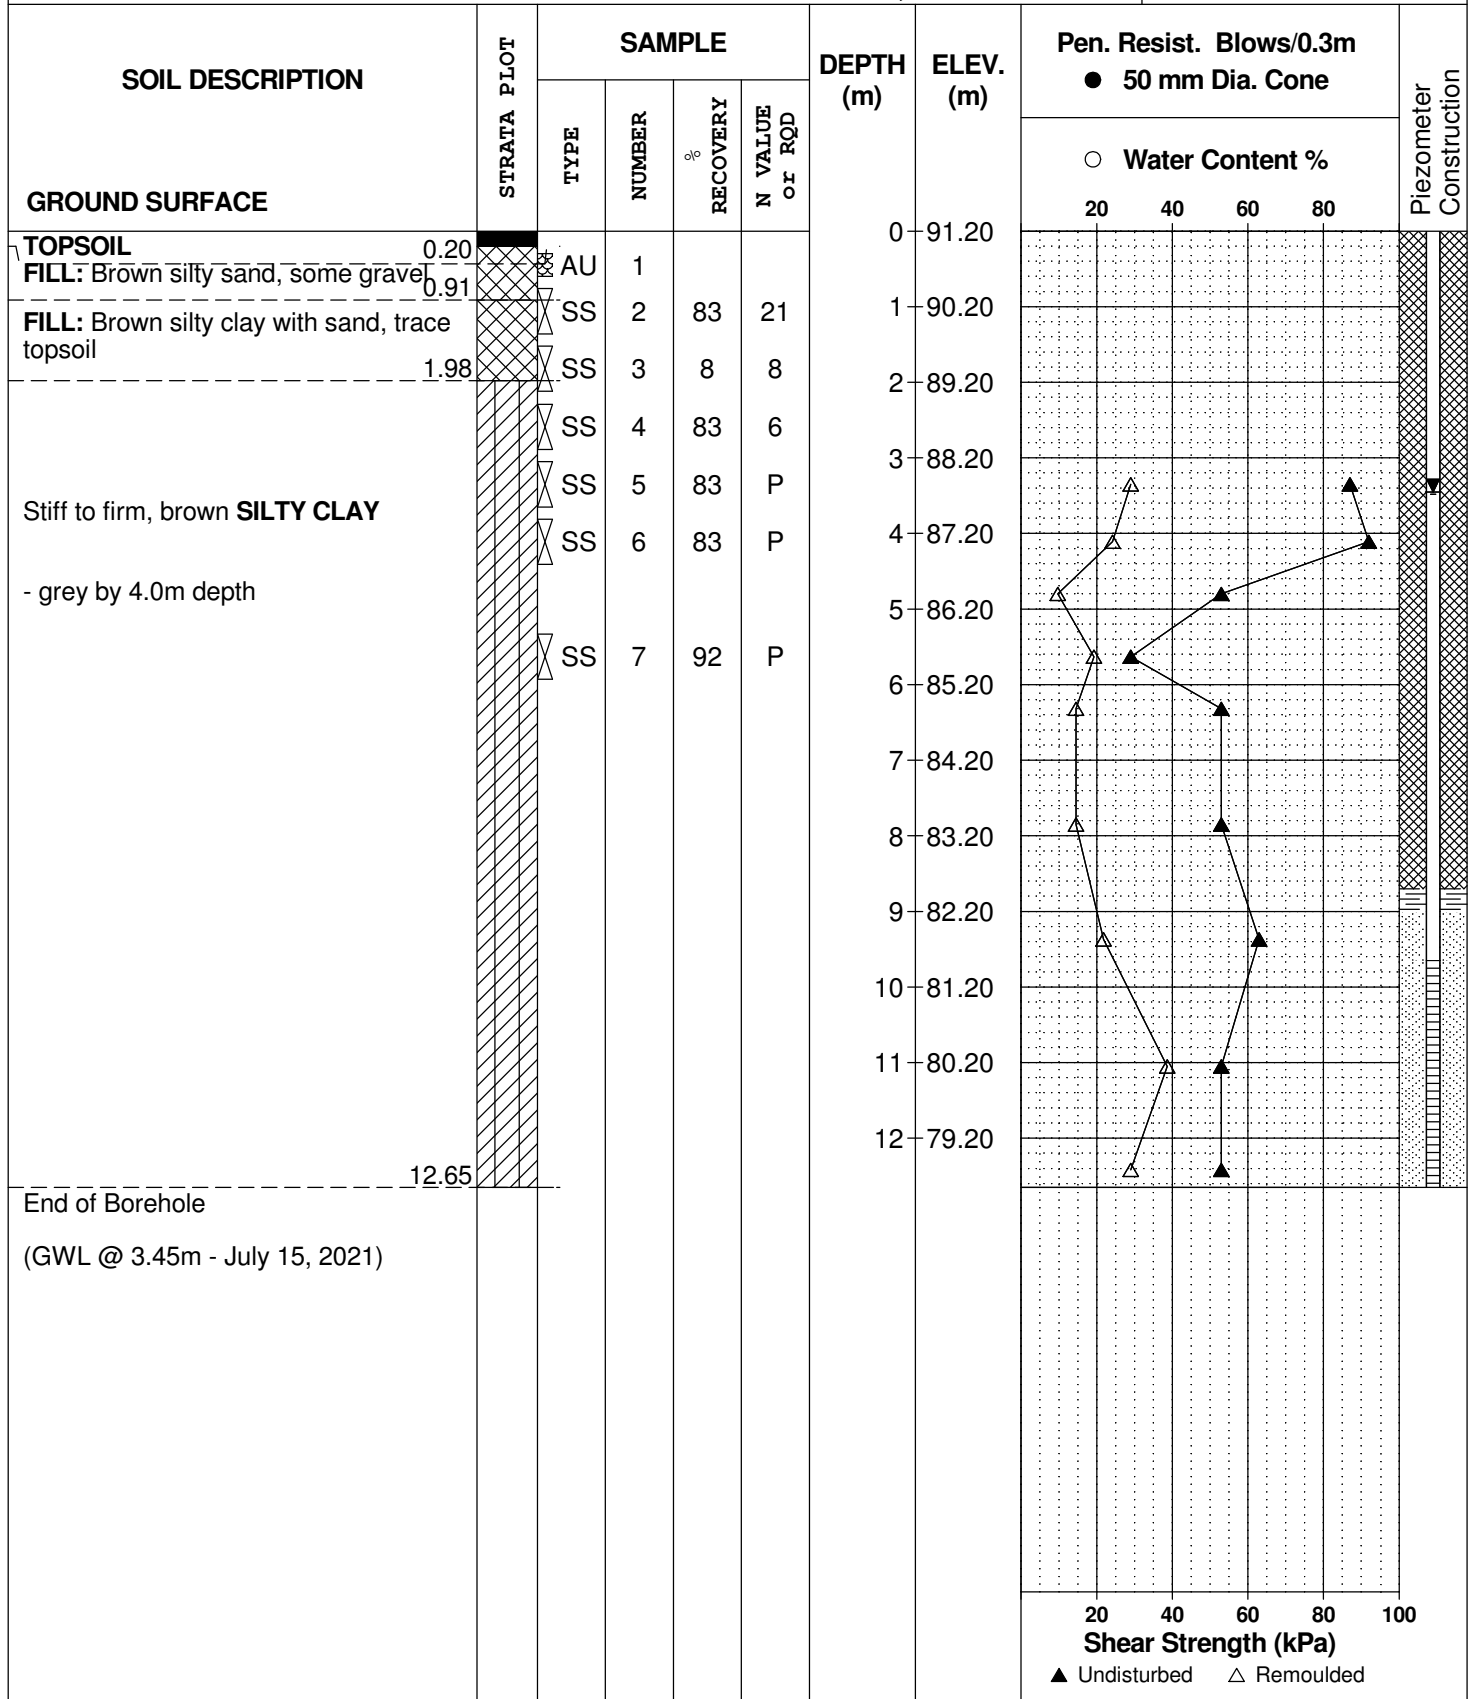 SOIL DESCRIPTION
GROUND SURFACE
STRATA PLOT
SAMPLE
TYPE
NUMBER
% RECOVERY
N VALUE or RQD
DEPTH (m)
ELEV. (m)
Pen. Resist. Blows/0.3m
● 50 mm Dia. Cone
○ Water Content %
20 40 60 80
Piezometer Construction
0 91.20
TOPSOIL 0.20
FILL: Brown silty sand, some gravel
0.91
AU 1
FILL: Brown silty clay with sand, trace topsoil
1.98
SS 2 83 21
1 90.20
SS 3 8 8
2 89.20
SS 4 83 6
3 88.20
SS 5 83 P
Stiff to firm, brown SILTY CLAY
4 87.20
SS 6 83 P
- grey by 4.0m depth
5 86.20
SS 7 92 P
6 85.20
7 84.20
8 83.20
9 82.20
10 81.20
11 80.20
12 79.20
12.65
End of Borehole
(GWL @ 3.45m - July 15, 2021)
20 40 60 80 100
Shear Strength (kPa)
▲ Undisturbed △ Remoulded